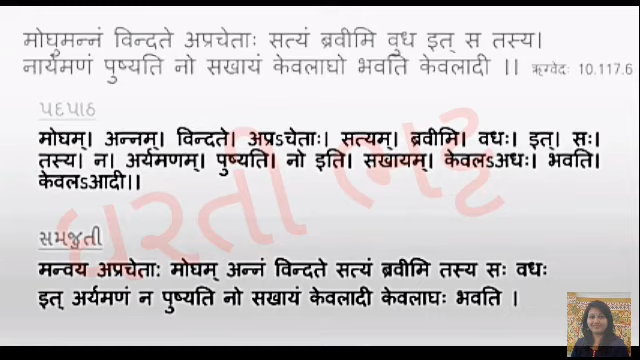 मोघमन्नं विन्दते अप्रचेताः सत्यं ब्रवीमि वुध इत् स तस्य।
नार्यमणं पुष्यति नो सखायं केवलाघो भवति केवलादी ।। ऋग्वेदः 10.117.6
પદપાઠ
मोघम्। अन्नम्। विन्दते। अप्रऽचेताः। सत्यम्। ब्रवीमि। वधः। इत्। सः।
तस्य। न। अर्यमणम्। पुष्यति। नो इति। सखायम्। केवलऽअधः। भवति।
केवलऽआदी।।
સમજુતી
मन्वय अप्रचेता: मोघम् अन्नं विन्दते सत्यं ब्रवीमि तस्य सः वधः
इत् अर्यमणं न पुष्यति नो सखायं केवलादी केवलाघः भवति ।
ધરતી ભટ્ટ